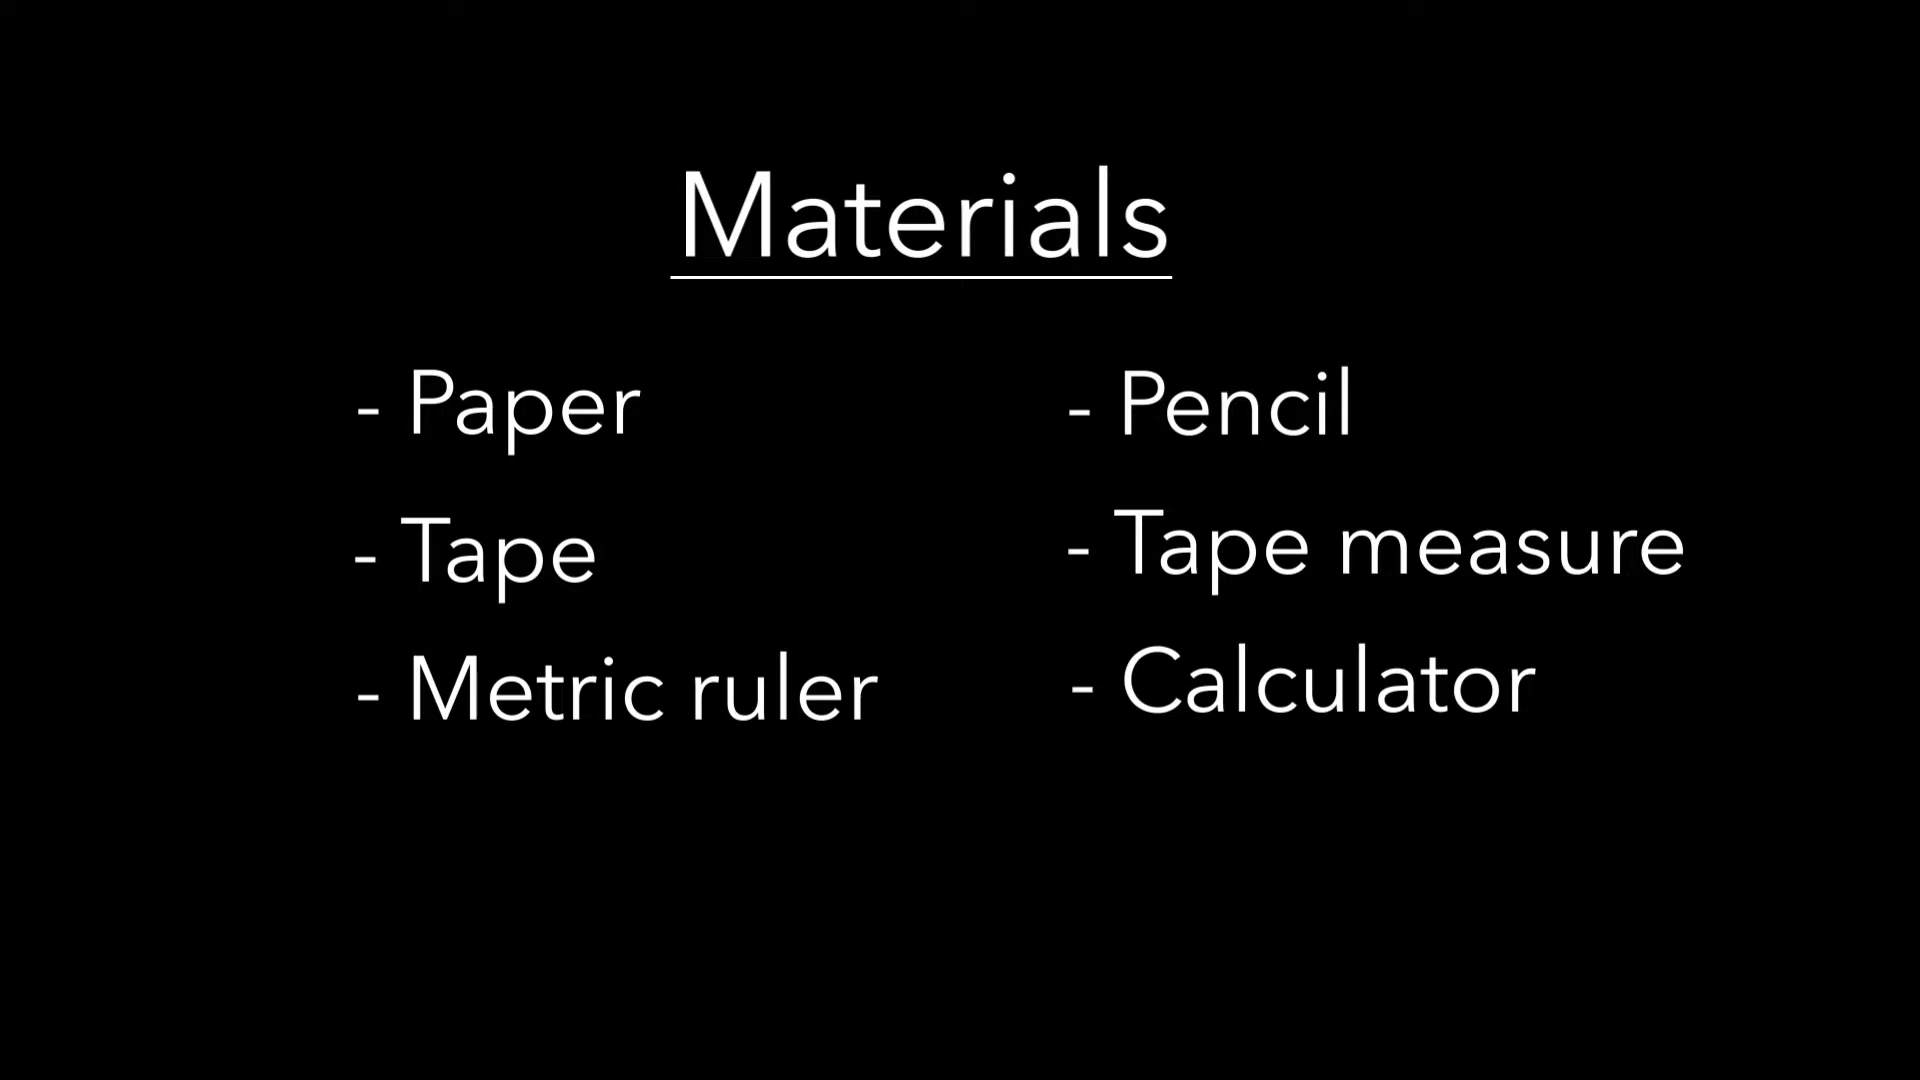 Materials
- Paper
- Tape
- Metric ruler
- Pencil
- Tape measure
- Calculator